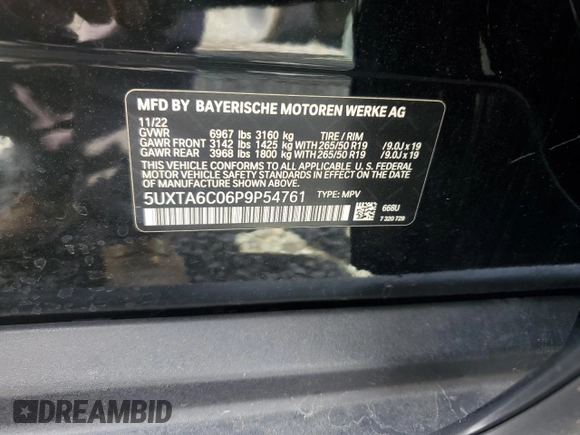 MFD BY BAYERISCHE MOTOREN WERKE AG
11/22
GVWR 6967 lbs 3160 kg TIRE / RIM
GAWR FRONT 3142 lbs 1425 kg WITH 265/50 R19 /9.0J x 19
GAWR REAR 3968 lbs 1800 kg WITH 265/50 R19 /9.0J x 19
THIS VEHICLE CONFORMS TO ALL APPLICABLE U. S. FEDERAL
MOTOR VEHICLE SAFETY STANDARDS IN EFFECT ON THE
DATE OF MANUFACTURE SHOWN ABOVE.
5UXTA6C06P9P54761 TYPE: MPV
668U
7 320 729
DREAMBID